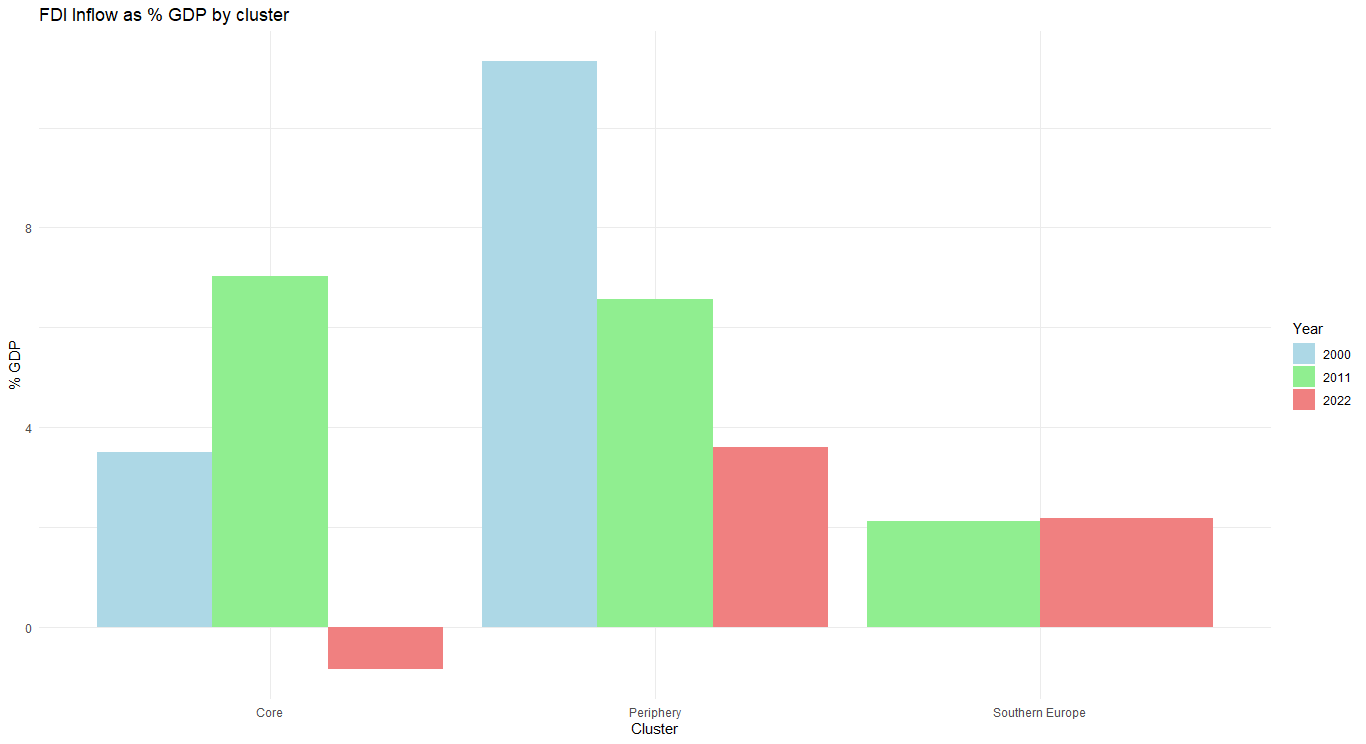 FDI Inflow as % GDP by cluster
% GDP
8
4
0
Core
Periphery
Southern Europe
Cluster
Year
2000
2011
2022